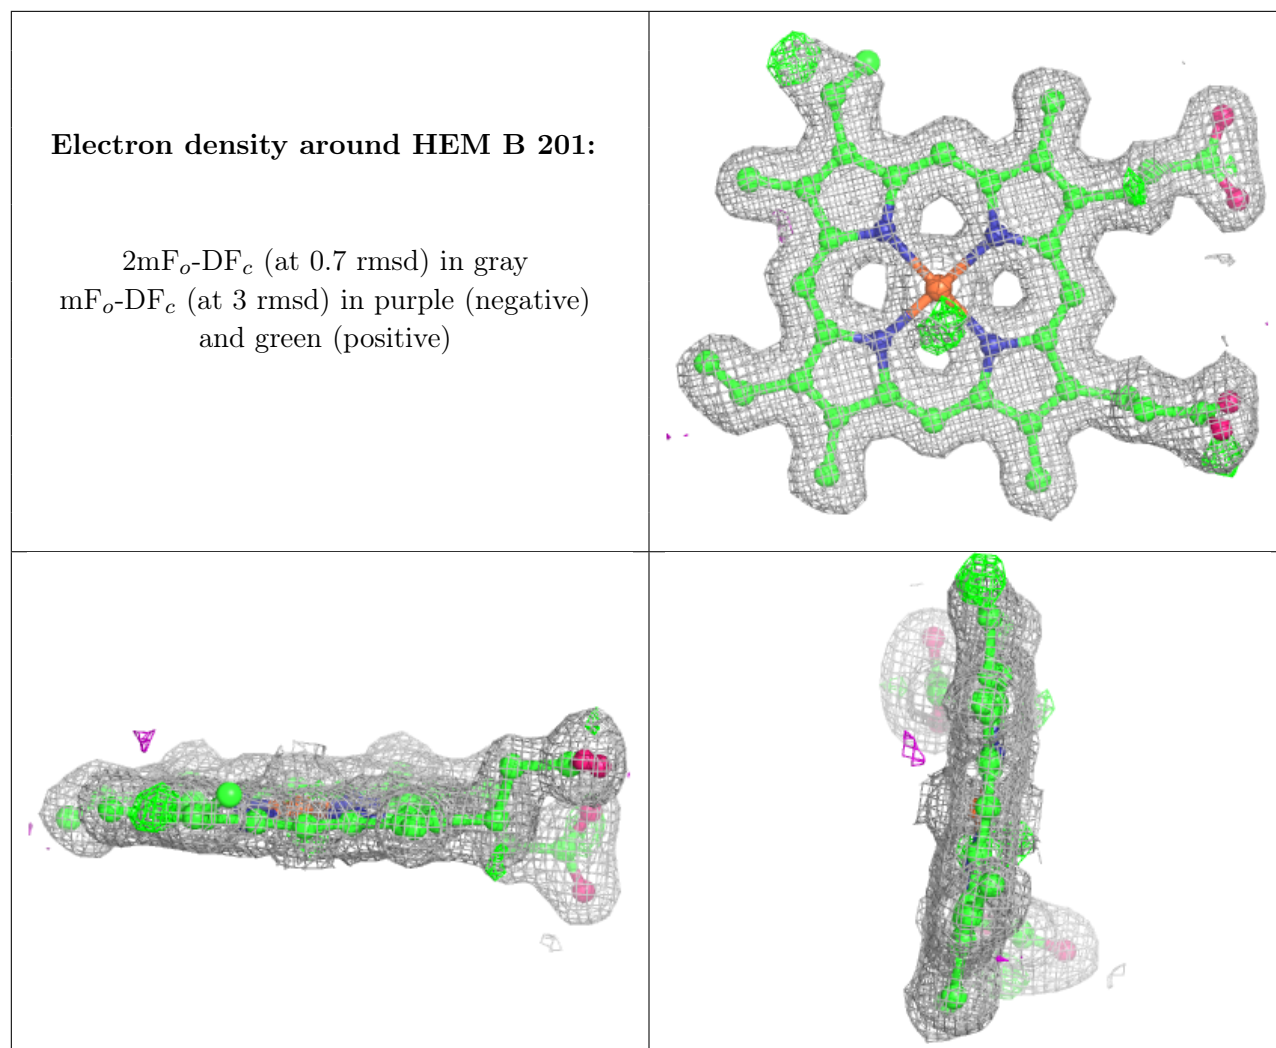 Electron density around HEM B 201:
2mFₒ-DF𝒸 (at 0.7 rmsd) in gray
mFₒ-DF𝒸 (at 3 rmsd) in purple (negative)
and green (positive)